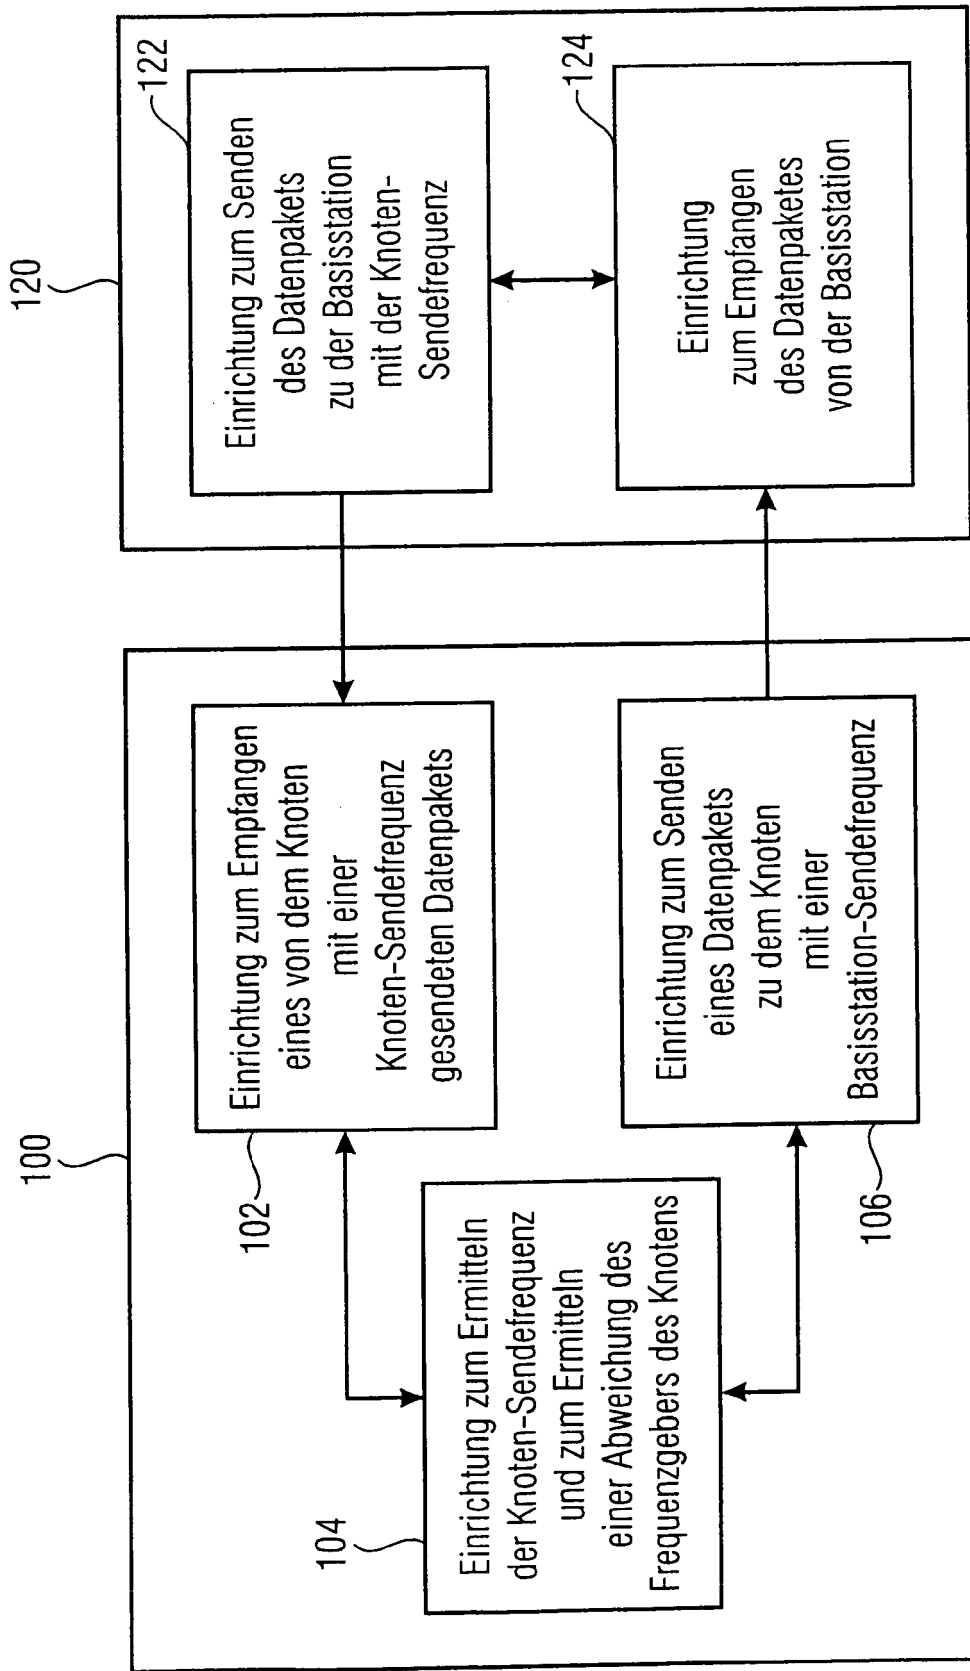 100
120
104
Einrichtung zum Ermitteln
der Knoten-Sendefrequenz
und zum Ermitteln
einer Abweichung des
Frequenzgebers des Knotens
102
Einrichtung zum Empfangen
eines von dem Knoten
mit einer
Knoten-Sendefrequenz
gesendeten Datenpakets
106
Einrichtung zum Senden
eines Datenpakets
zu dem Knoten
mit einer
Basisstation-Sendefrequenz
122
Einrichtung zum Senden
des Datenpakets
zu der Basisstation
mit der Knoten-
Sendefrequenz
124
Einrichtung
zum Empfangen
des Datenpaketes
von der Basisstation